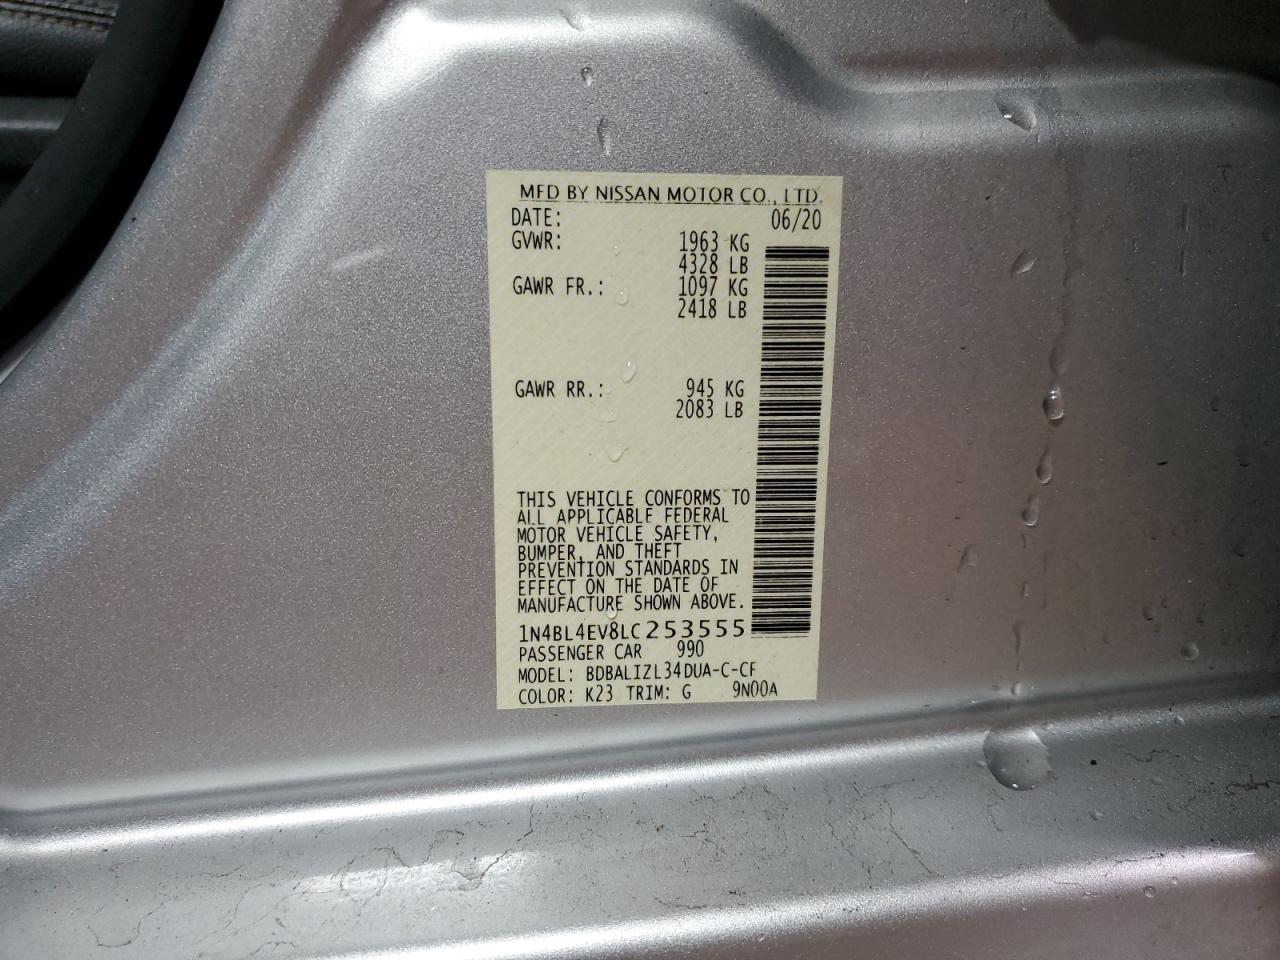 MFD BY NISSAN MOTOR CO., LTD.
DATE: 06/20
GVWR: 1963 KG
4328 LB
GAWR FR.: 1097 KG
2418 LB
GAWR RR.: 945 KG
2083 LB
THIS VEHICLE CONFORMS TO
ALL APPLICABLE FEDERAL
MOTOR VEHICLE SAFETY,
BUMPER, AND THEFT
PREVENTION STANDARDS IN
EFFECT ON THE DATE OF
MANUFACTURE SHOWN ABOVE.
1N4BL4EV8LC253555
PASSENGER CAR 990
MODEL: BDBALIZL34DUA-C-CF
COLOR: K23 TRIM: G 9N00A